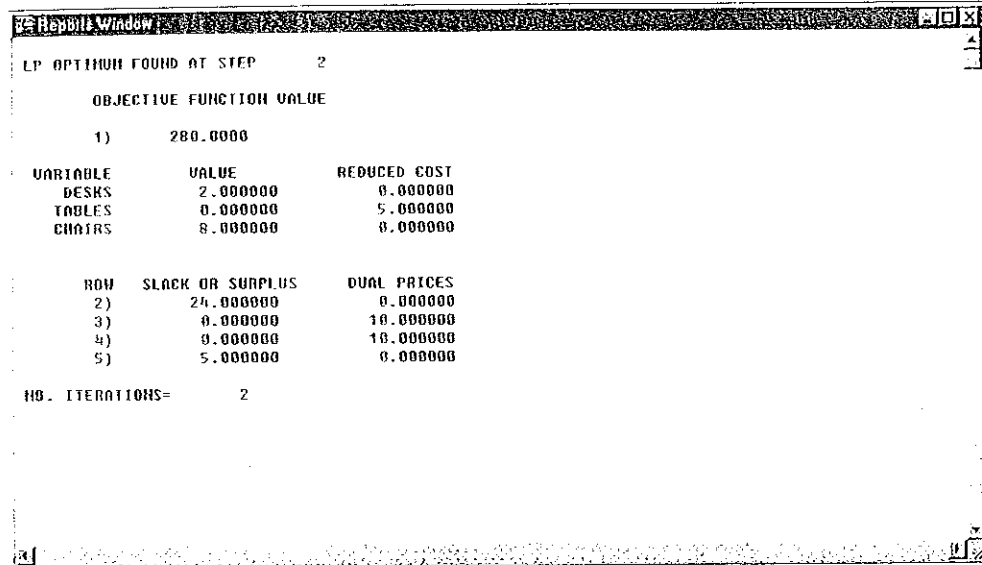 Reports Window
LP OPTIMUM FOUND AT STEP 2
OBJECTIVE FUNCTION VALUE
1) 280.0000
VARIABLE VALUE REDUCED COST
DESKS 2.000000 0.000000
TABLES 0.000000 5.000000
CHAIRS 8.000000 0.000000
ROW SLACK OR SURPLUS DUAL PRICES
2) 24.000000 0.000000
3) 0.000000 10.000000
4) 0.000000 10.000000
5) 5.000000 0.000000
NO. ITERATIONS= 2